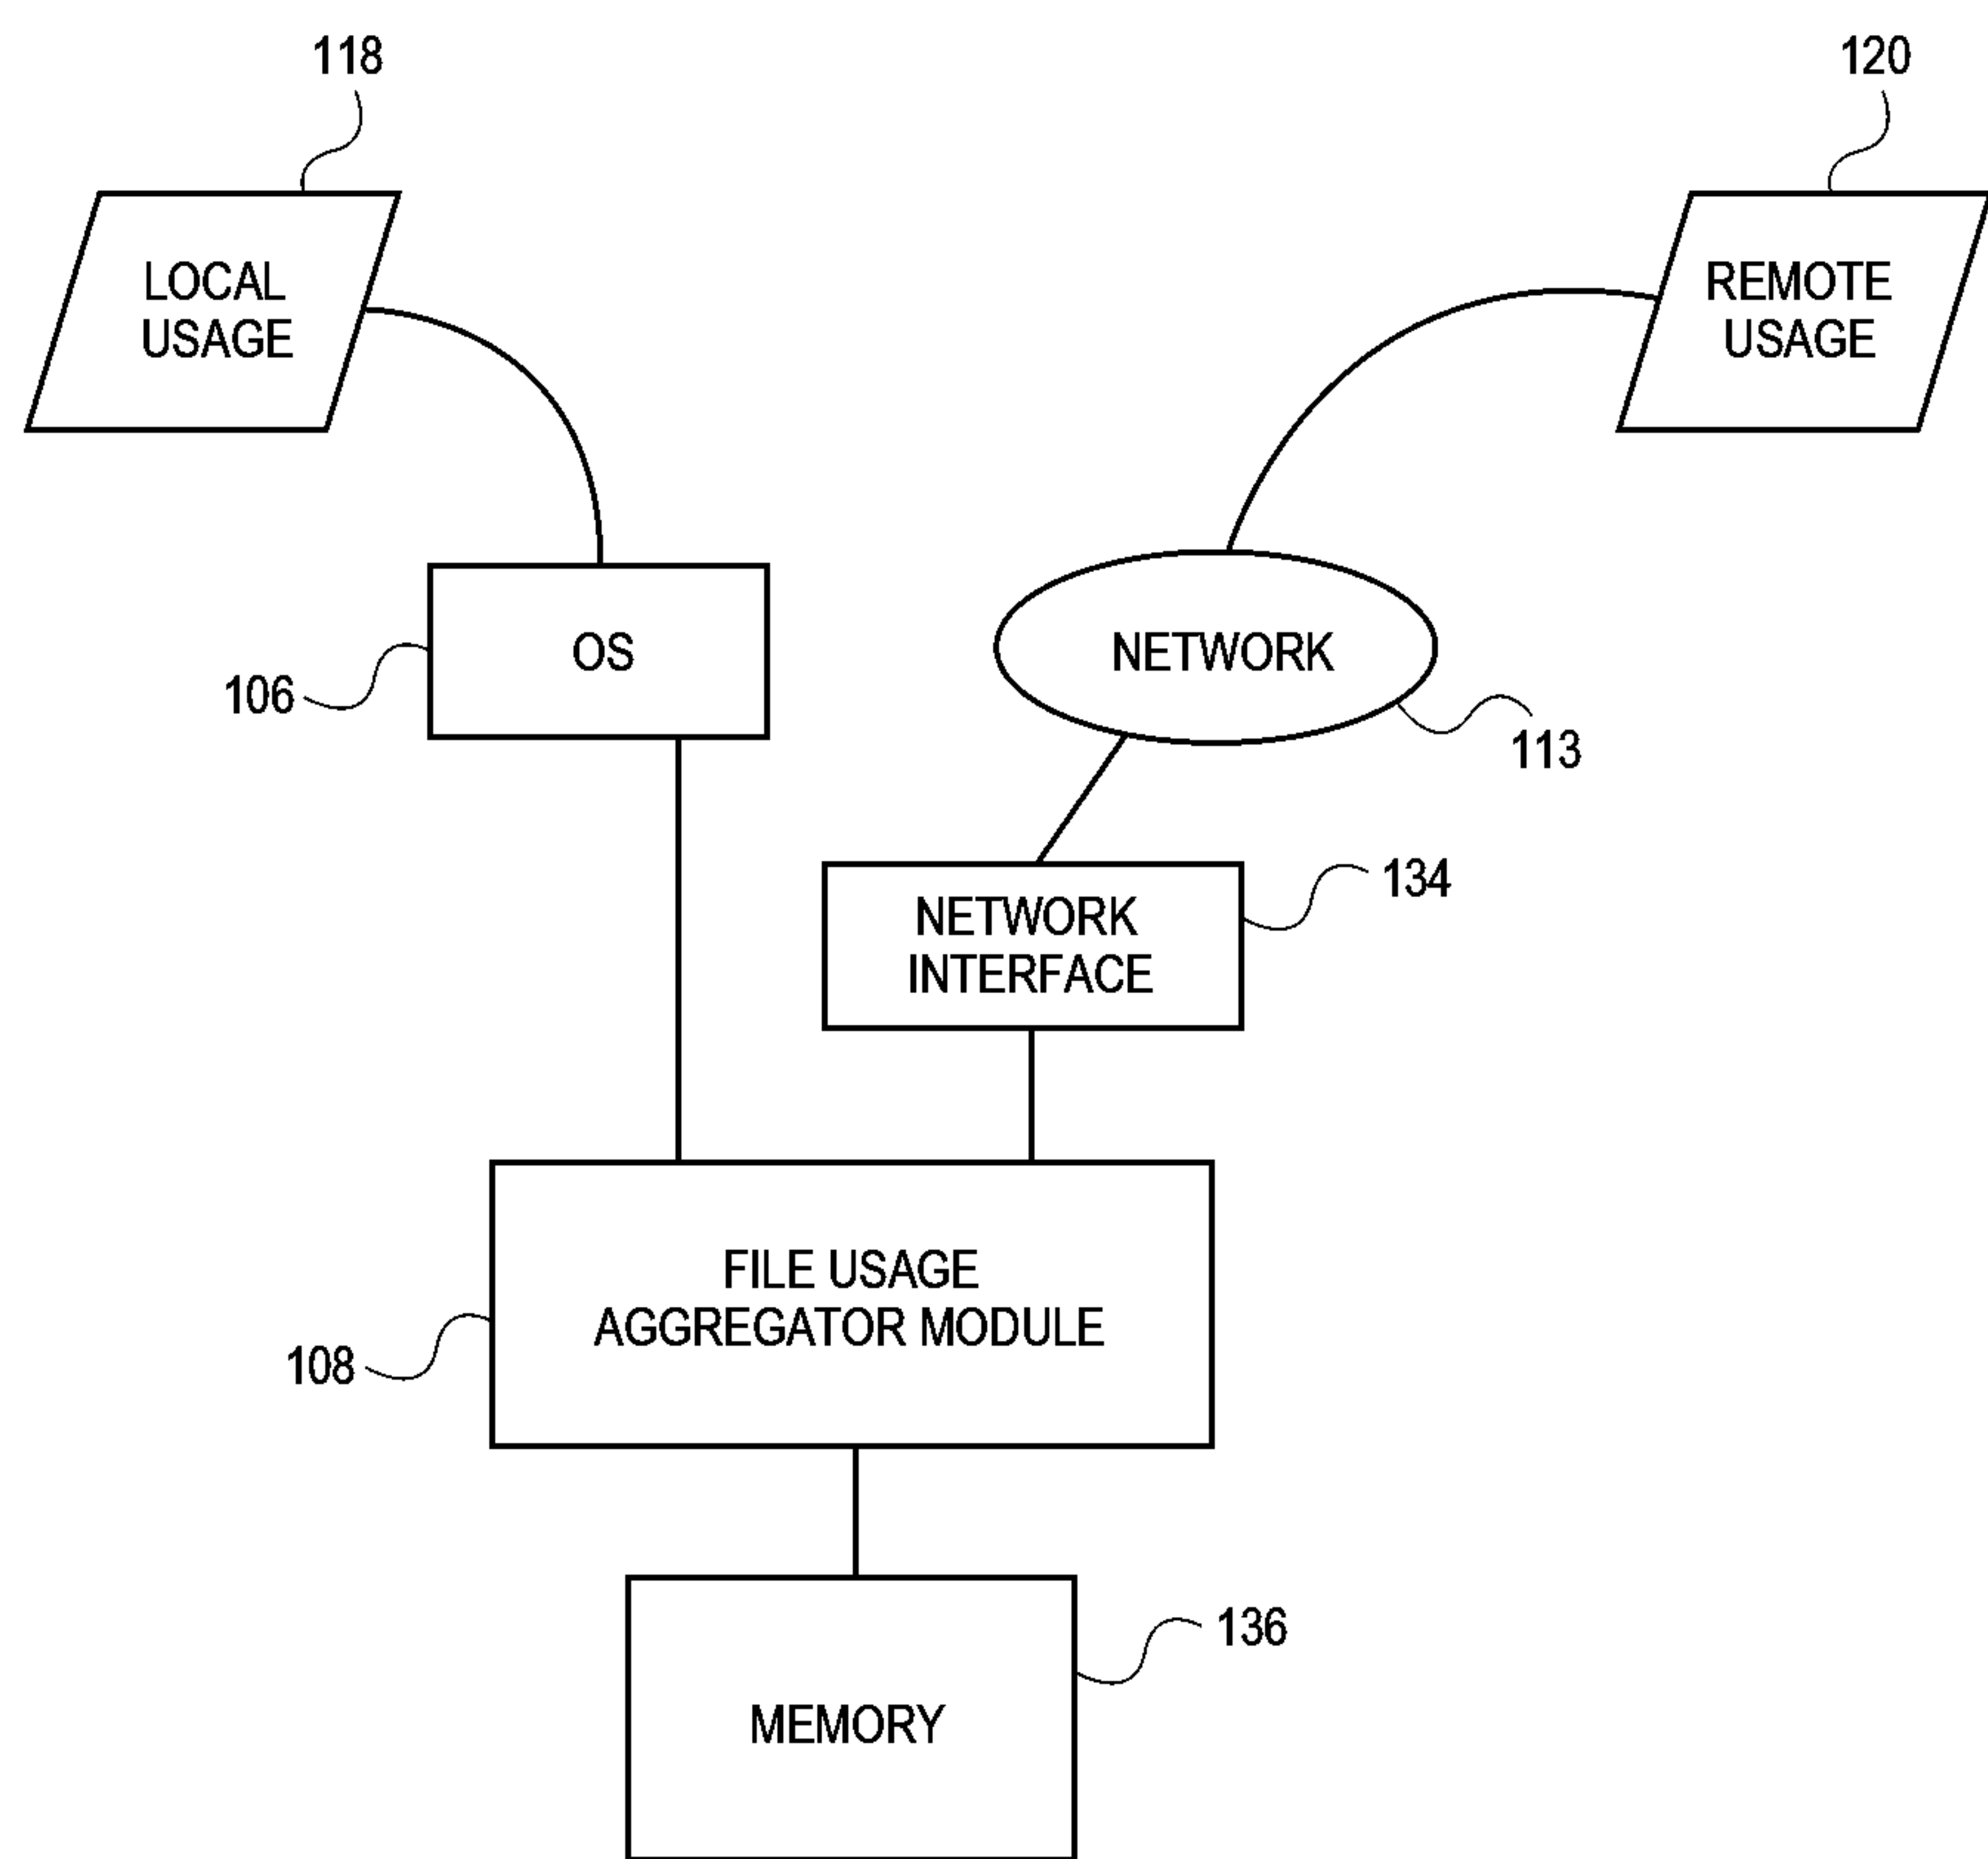 118
120
LOCAL
USAGE
REMOTE
USAGE
OS
NETWORK
106
113
134
NETWORK
INTERFACE
FILE USAGE
AGGREGATOR MODULE
108
136
MEMORY